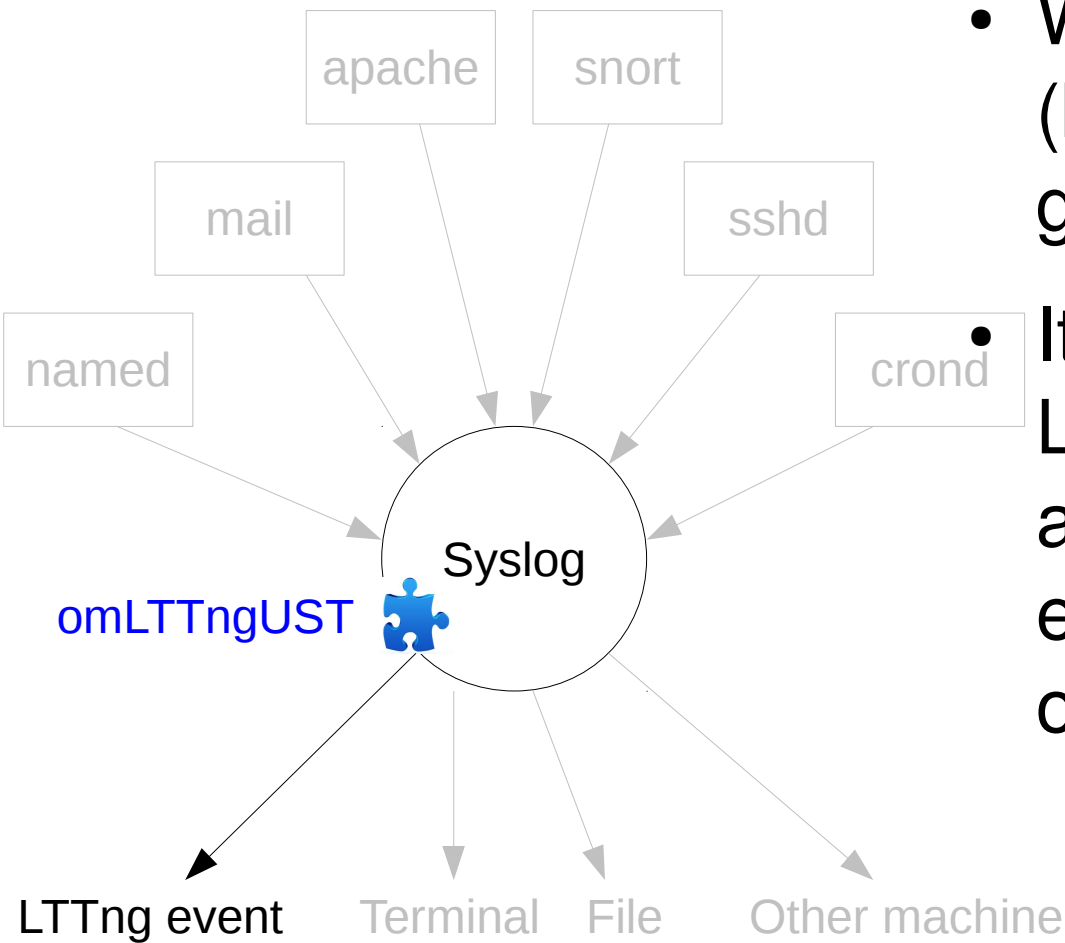 apache
snort
mail
sshd
named
crond
Syslog
omLTTngUST
LTTng event
Terminal
File
Other machine